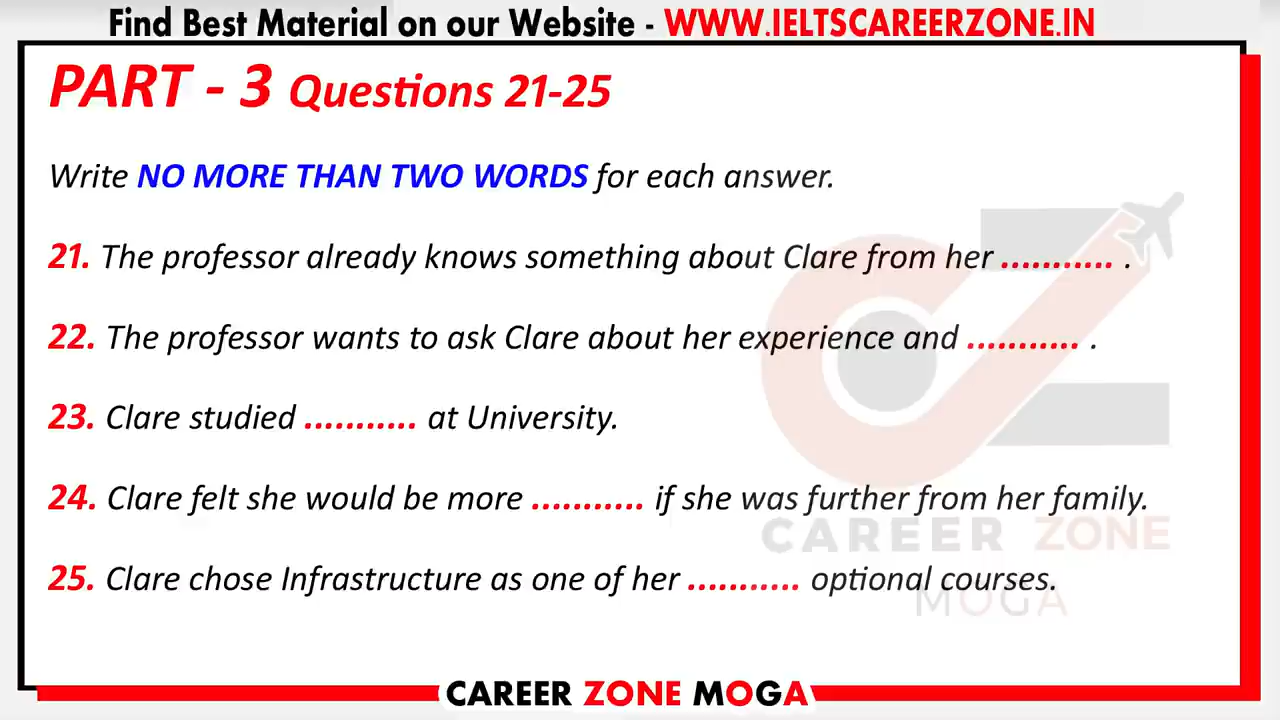 Find Best Material on our Website - WWW.IELTSCAREERZONE.IN
PART - 3 Questions 21-25
Write NO MORE THAN TWO WORDS for each answer.
21. The professor already knows something about Clare from her ........... .
22. The professor wants to ask Clare about her experience and ........... .
23. Clare studied ........... at University.
24. Clare felt she would be more ........... if she was further from her family.
CAREER ZONE
25. Clare chose Infrastructure as one of her ........... optional courses.
MOGA
CAREER ZONE MOGA